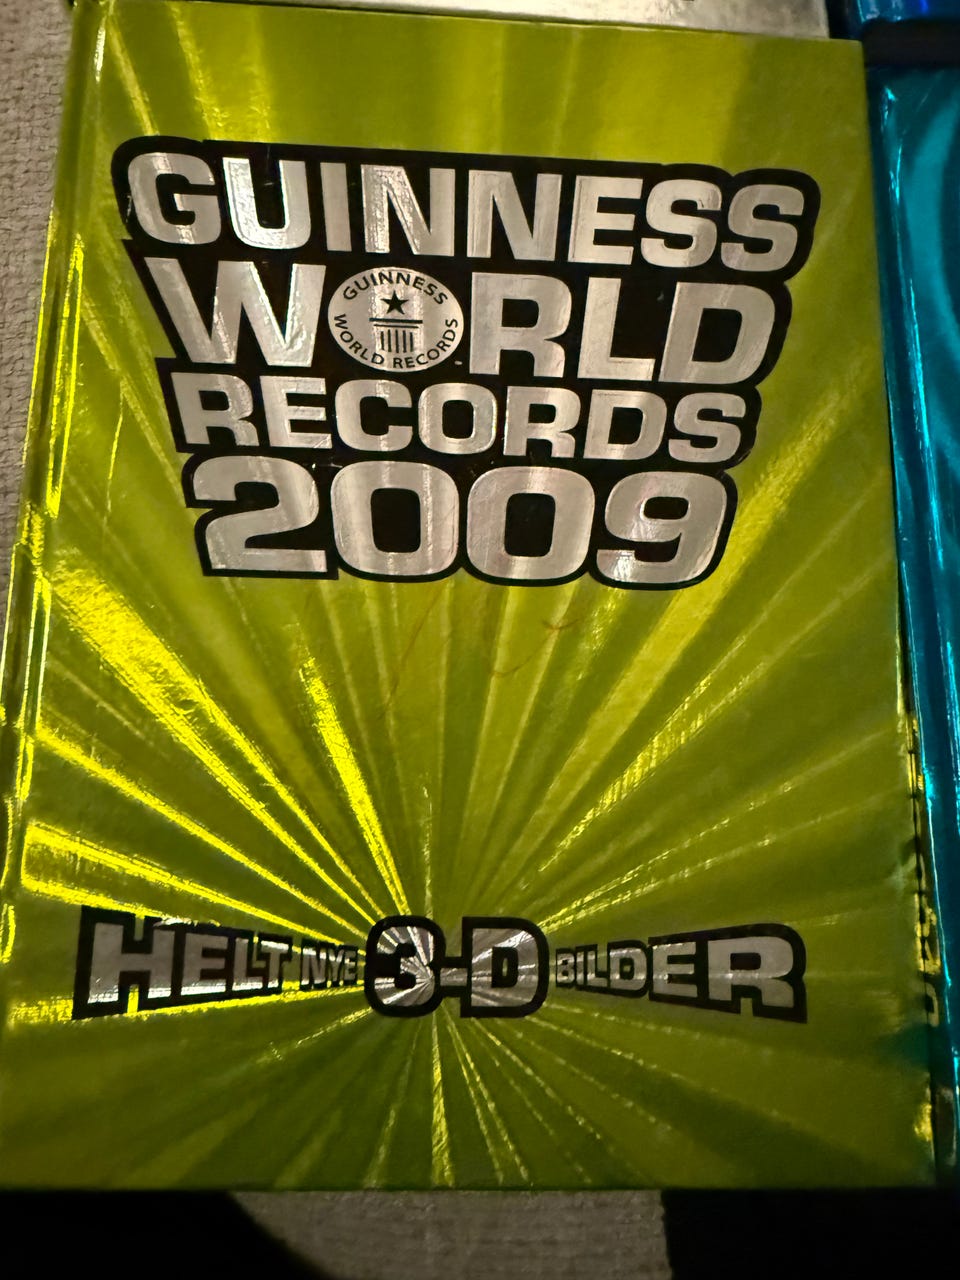 GUINNESS
WORLD
GUINNESS
WORLD RECORDS
RECORDS
2009
HELT NYE 3-D BILDER